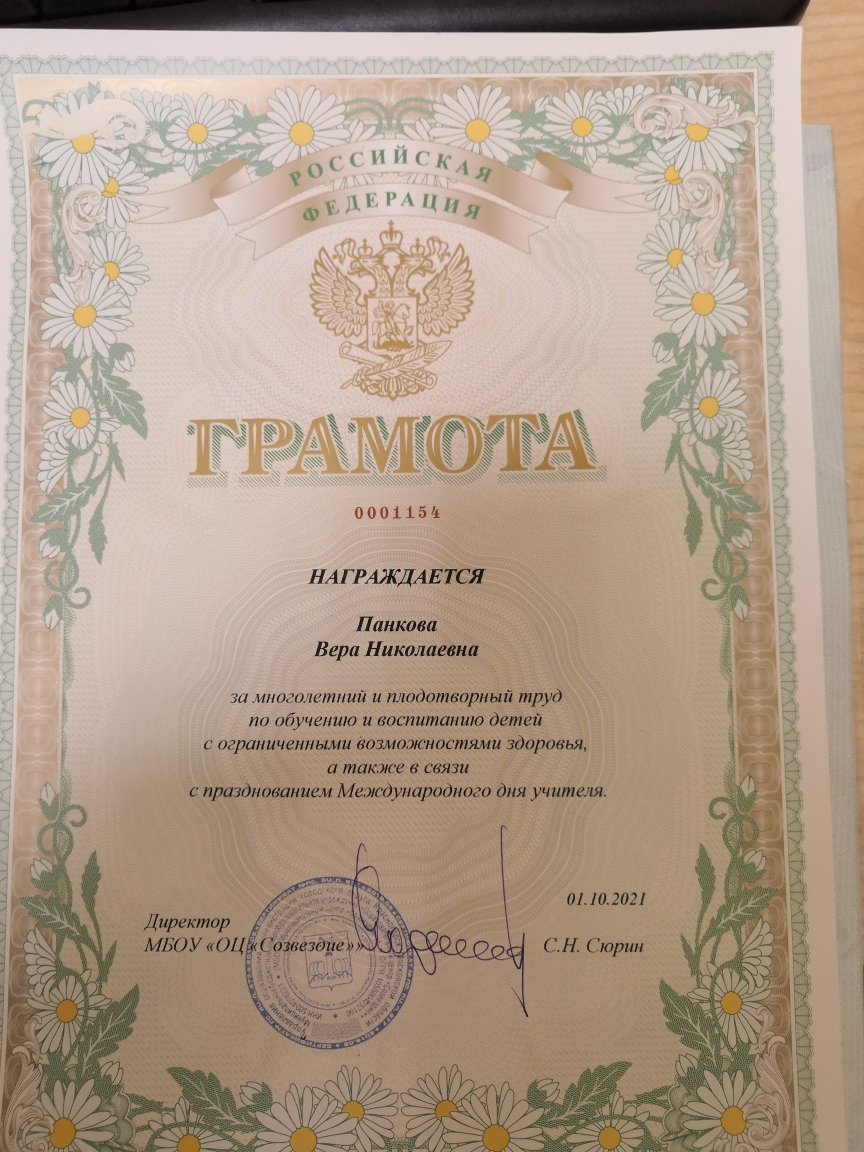 РОССИЙСКАЯ
ФЕДЕРАЦИЯ
ГРАМОТА
0001154
НАГРАЖДАЕТСЯ
Панкова
Вера Николаевна
за многолетний и плодотворный труд
по обучению и воспитанию детей
с ограниченными возможностями здоровья,
а также в связи
с празднованием Международного дня учителя.
01.10.2021
Директор
МБОУ «ОЦ «Созвездие»»
С.Н. Сюрин